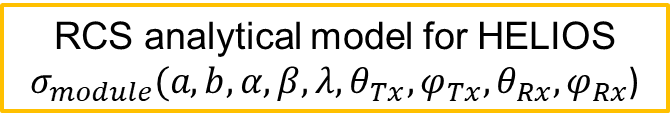 RCS analytical model for HELIOS
σ_module(a, b, α, β, λ, θ_Tx, φ_Tx, θ_Rx, φ_Rx)